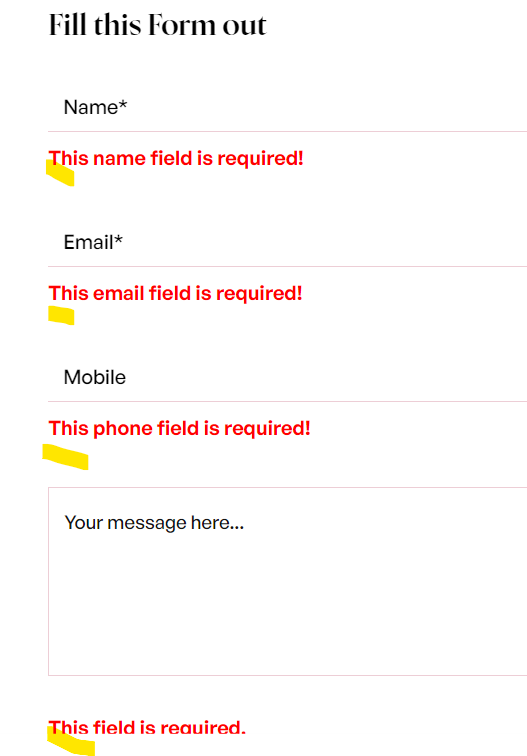 Fill this Form out
Name*
This name field is required!
Email*
This email field is required!
Mobile
This phone field is required!
Your message here...
This field is required.